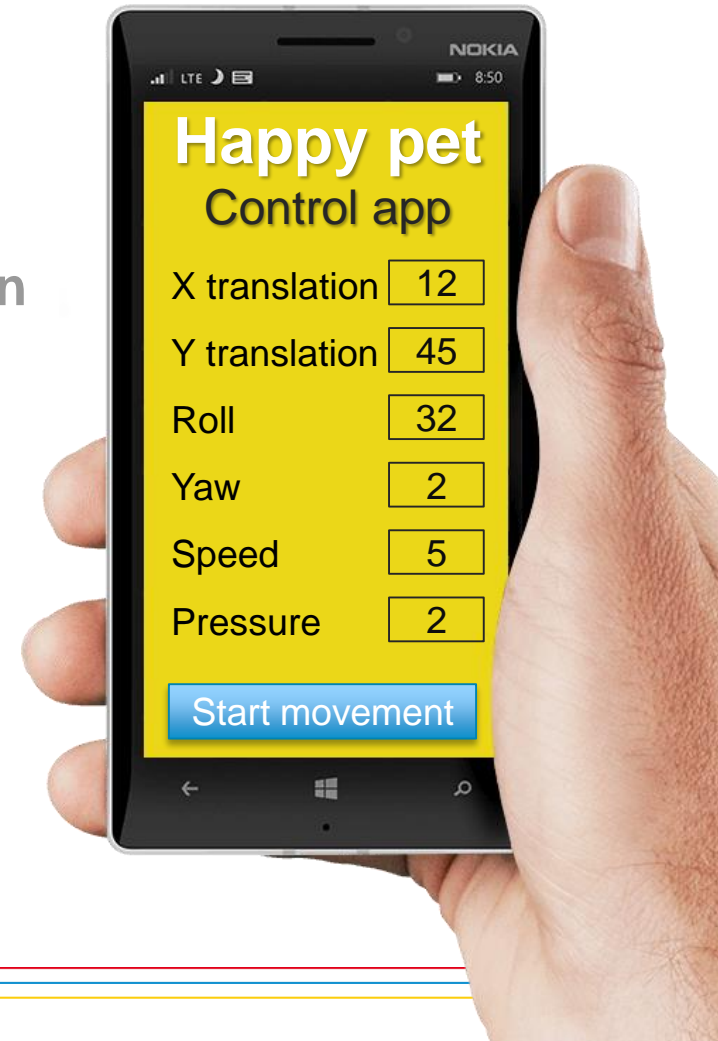 NOKIA
LTE 8:50
Happy pet
Control app
X translation 12
Y translation 45
Roll 32
Yaw 2
Speed 5
Pressure 2
Start movement